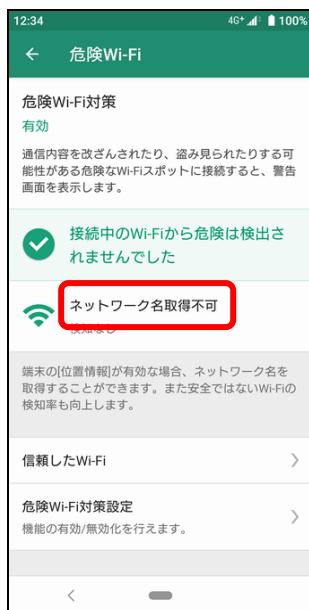 12:34 4G+ 100%
危険Wi-Fi
危険Wi-Fi対策
有効
通信内容を改ざんされたり、盗み見られたりする可
能性がある危険なWi-Fiスポットに接続すると、警告
画面を表示します。
接続中のWi-Fiから危険は検出さ
れませんでした
ネットワーク名取得不可
検知なし
端末の[位置情報]が有効な場合、ネットワーク名を
取得することができます。また安全ではないWi-Fiの
検知率も向上します。
信頼したWi-Fi
危険Wi-Fi対策設定
機能の有効/無効化を行えます。